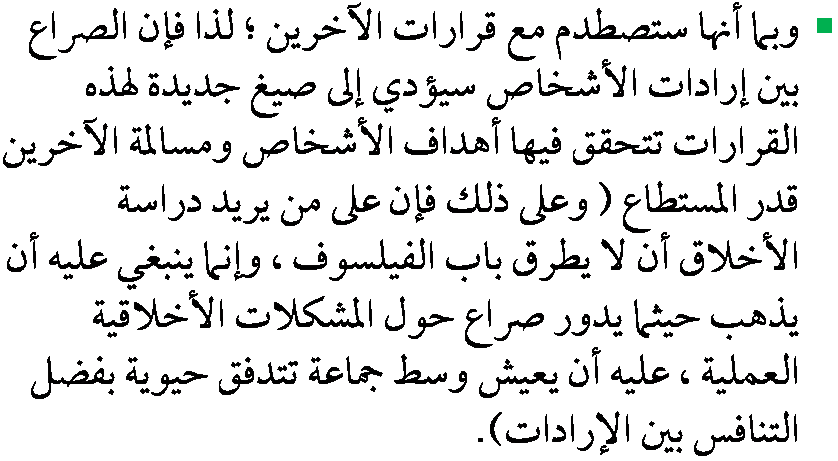 ▪ وبما أنها ستصطدم مع قرارات الآخرين ؛ لذا فإن الصراع
بين إرادات الأشخاص سيؤدي إلى صيغ جديدة لهذه
القرارات تتحقق فيها أهداف الأشخاص ومسالمة الآخرين
قدر المستطاع ( وعلى ذلك فإن على من يريد دراسة
الأخلاق أن لا يطرق باب الفيلسوف ، وإنما ينبغي عليه أن
يذهب حيثما يدور صراع حول المشكلات الأخلاقية
العملية ، عليه أن يعيش وسط جماعة تتدفق حيوية بفضل
التنافس بين الإرادات).